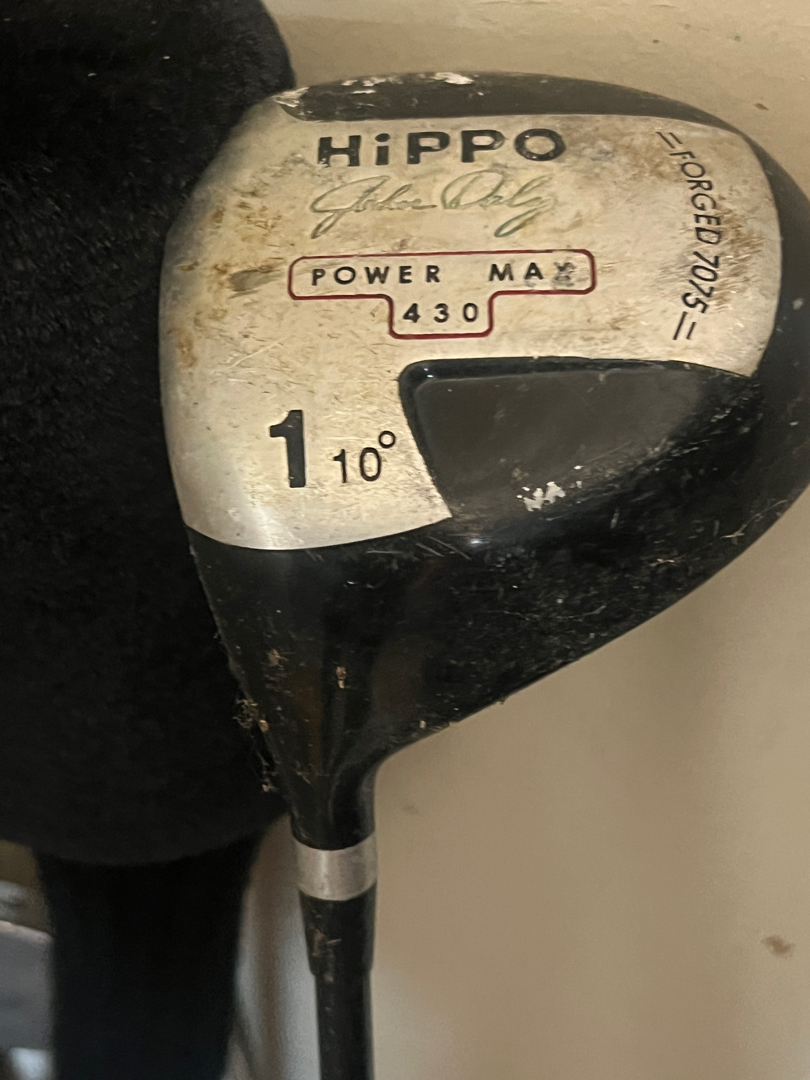 HiPPO
John Daly
POWER MAX
430
1 10°
=FORGED 7075=